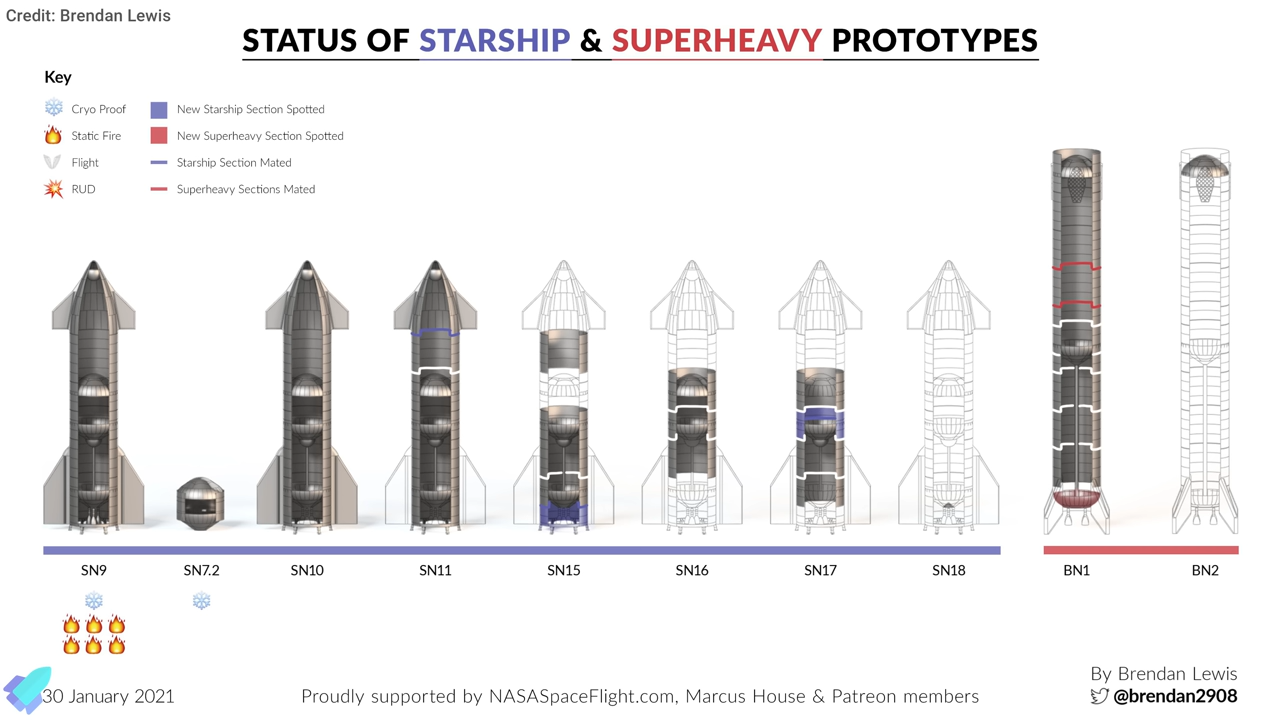 Credit: Brendan Lewis
STATUS OF STARSHIP & SUPERHEAVY PROTOTYPES
Key
Cryo Proof
New Starship Section Spotted
Static Fire
New Superheavy Section Spotted
Flight
Starship Section Mated
RUD
Superheavy Sections Mated
SN9
SN7.2
SN10
SN11
SN15
SN16
SN17
SN18
BN1
BN2
30 January 2021
Proudly supported by NASASpaceFlight.com, Marcus House & Patreon members
By Brendan Lewis
@brendan2908